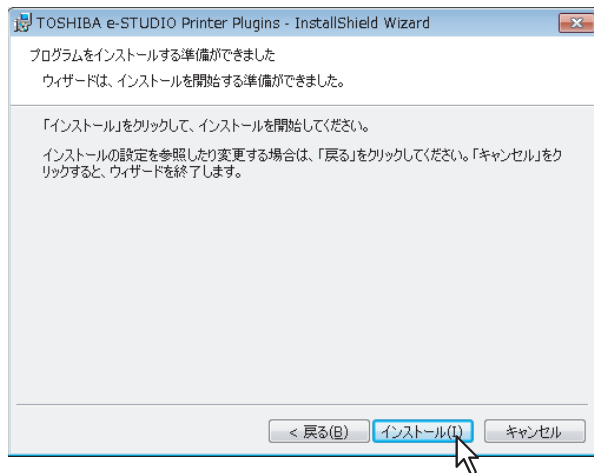 TOSHIBA e-STUDIO Printer Plugins - InstallShield Wizard
プログラムをインストールする準備ができました
ウィザードは、インストールを開始する準備ができました。
「インストール」をクリックして、インストールを開始してください。
インストールの設定を参照したり変更する場合は、「戻る」をクリックしてください。「キャンセル」をク
リックすると、ウィザードを終了します。
< 戻る(B) インストール(I) キャンセル